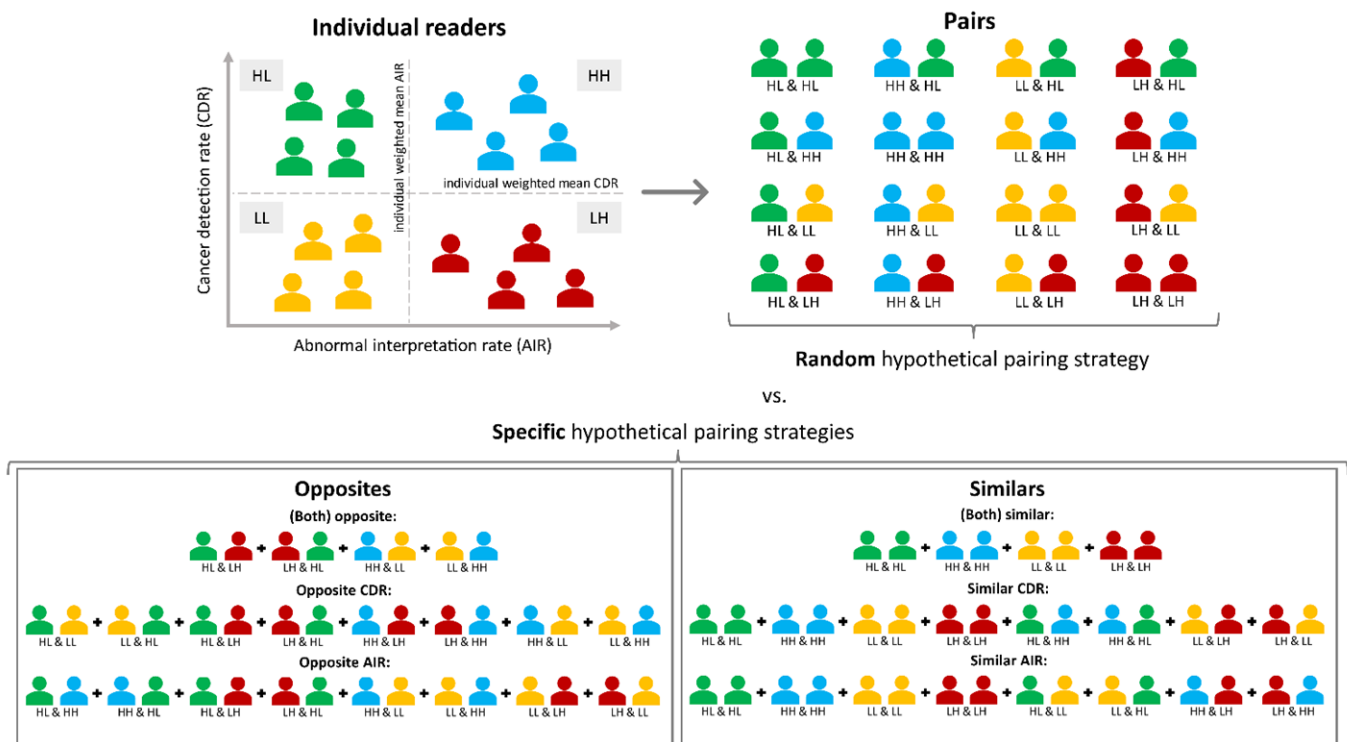 Individual readers
Cancer detection rate (CDR)
HL
HH
individual weighted mean AIR
individual weighted mean CDR
LL
LH
Abnormal interpretation rate (AIR)
Pairs
HL & HL
HH & HL
LL & HL
LH & HL
HL & HH
HH & HH
LL & HH
LH & HH
HL & LL
HH & LL
LL & LL
LH & LL
HL & LH
HH & LH
LL & LH
LH & LH
Random hypothetical pairing strategy
vs.
Specific hypothetical pairing strategies
Opposites
(Both) opposite:
HL & LH + LH & HL + HH & LL + LL & HH
Opposite CDR:
HL & LL + LL & HL + HL & LH + LH & HL + HH & LH + LH & HH + HH & LL + LL & HH
Opposite AIR:
HL & HH + HH & HL + HL & LH + LH & HL + HH & LL + LL & HH + LL & LH + LH & LL
Similars
(Both) similar:
HL & HL + HH & HH + LL & LL + LH & LH
Similar CDR:
HL & HL + HH & HH + LL & LL + LH & LH + HL & HH + HH & HL + LL & LH + LH & LL
Similar AIR:
HL & HL + HH & HH + LL & LL + LH & LH + HL & LL + LL & HL + HH & LH + LH & HH